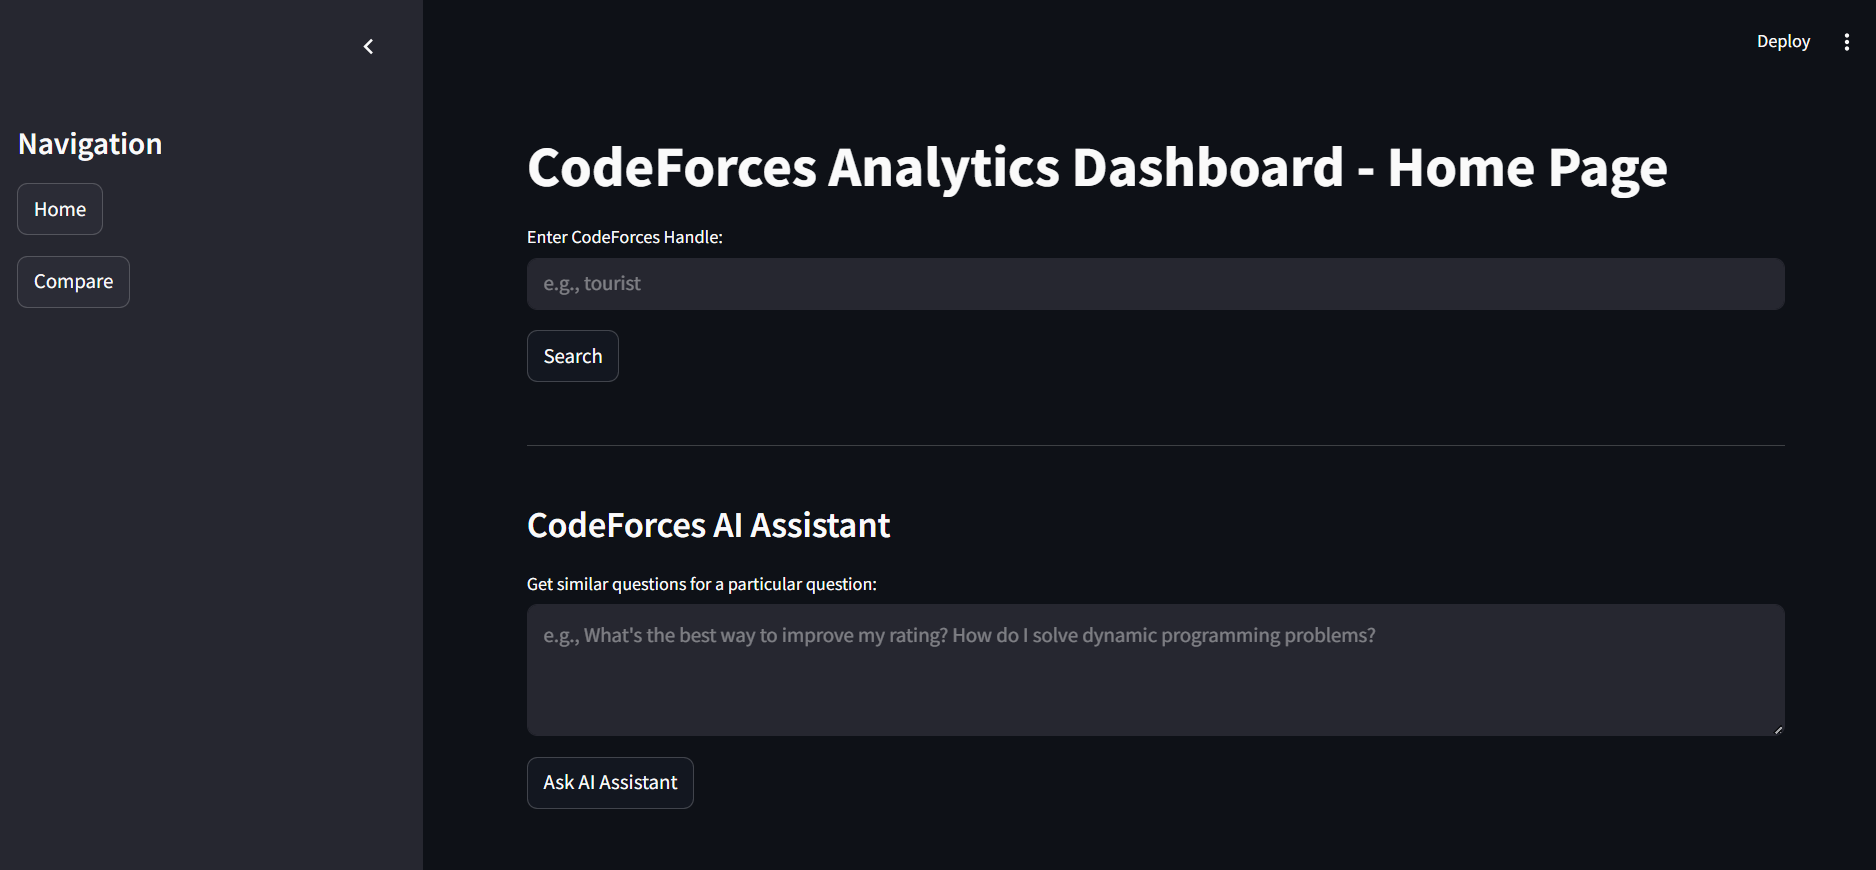 Deploy
Navigation
Home
Compare
CodeForces Analytics Dashboard - Home Page
Enter CodeForces Handle:
e.g., tourist
Search
CodeForces AI Assistant
Get similar questions for a particular question:
e.g., What's the best way to improve my rating? How do I solve dynamic programming problems?
Ask AI Assistant